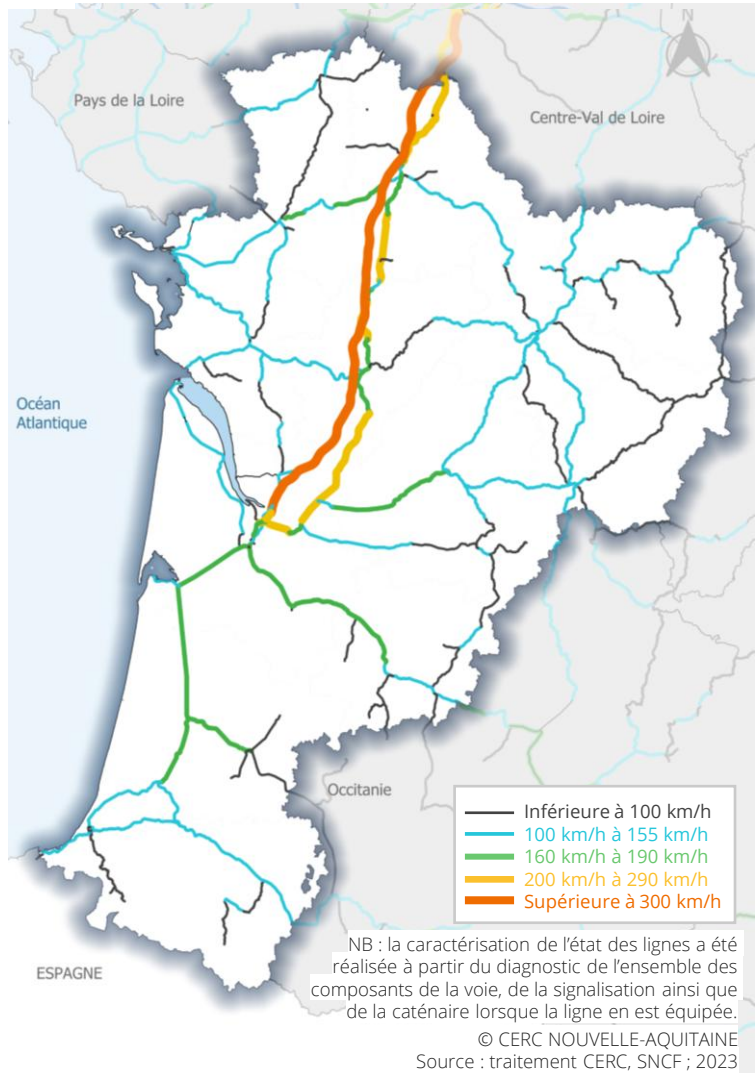 N
Pays de la Loire
Centre-Val de Loire
Océan
Atlantique
Occitanie
Inférieure à 100 km/h
100 km/h à 155 km/h
160 km/h à 190 km/h
200 km/h à 290 km/h
Supérieure à 300 km/h
NB : la caractérisation de l’état des lignes a été
réalisée à partir du diagnostic de l’ensemble des
composants de la voie, de la signalisation ainsi que
de la caténaire lorsque la ligne en est équipée.
ESPAGNE
© CERC NOUVELLE-AQUITAINE
Source : traitement CERC, SNCF ; 2023